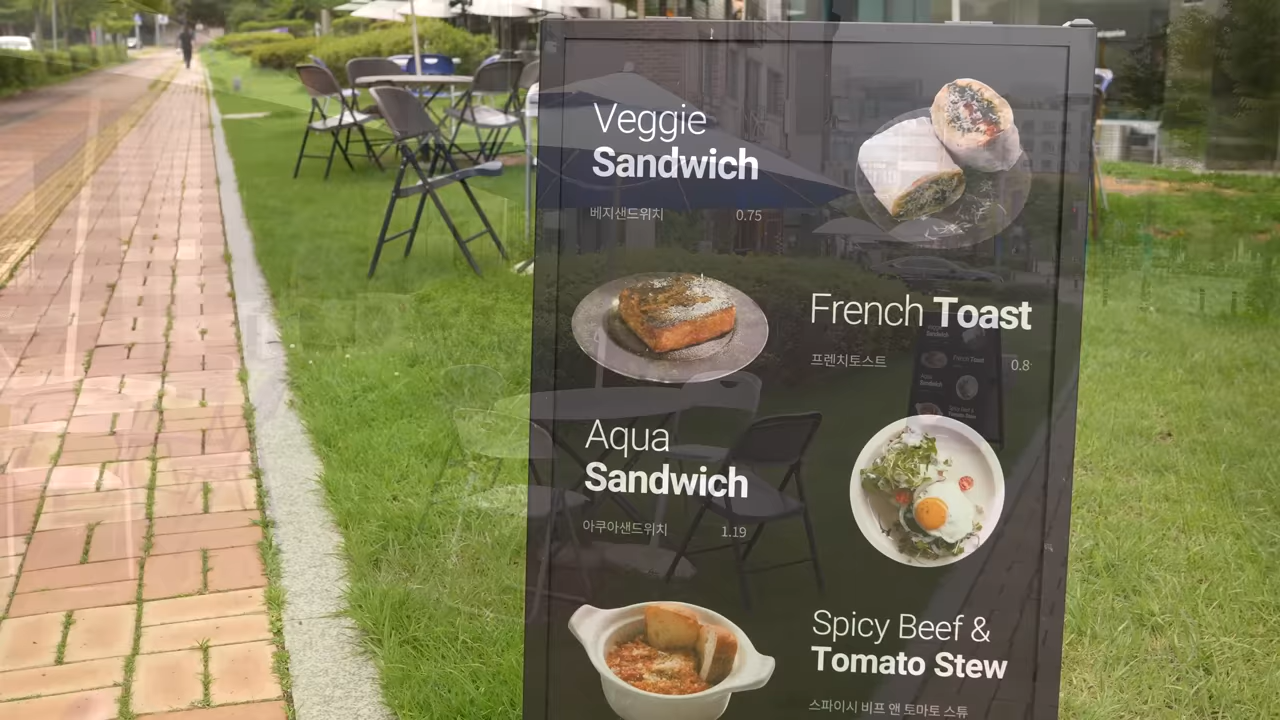 Veggie
Sandwich
베지샌드위치 0.75
French Toast
프렌치토스트 0.8
Aqua
Sandwich
아쿠아샌드위치 1.19
Spicy Beef &
Tomato Stew
스파이시 비프 앤 토마토 스튜